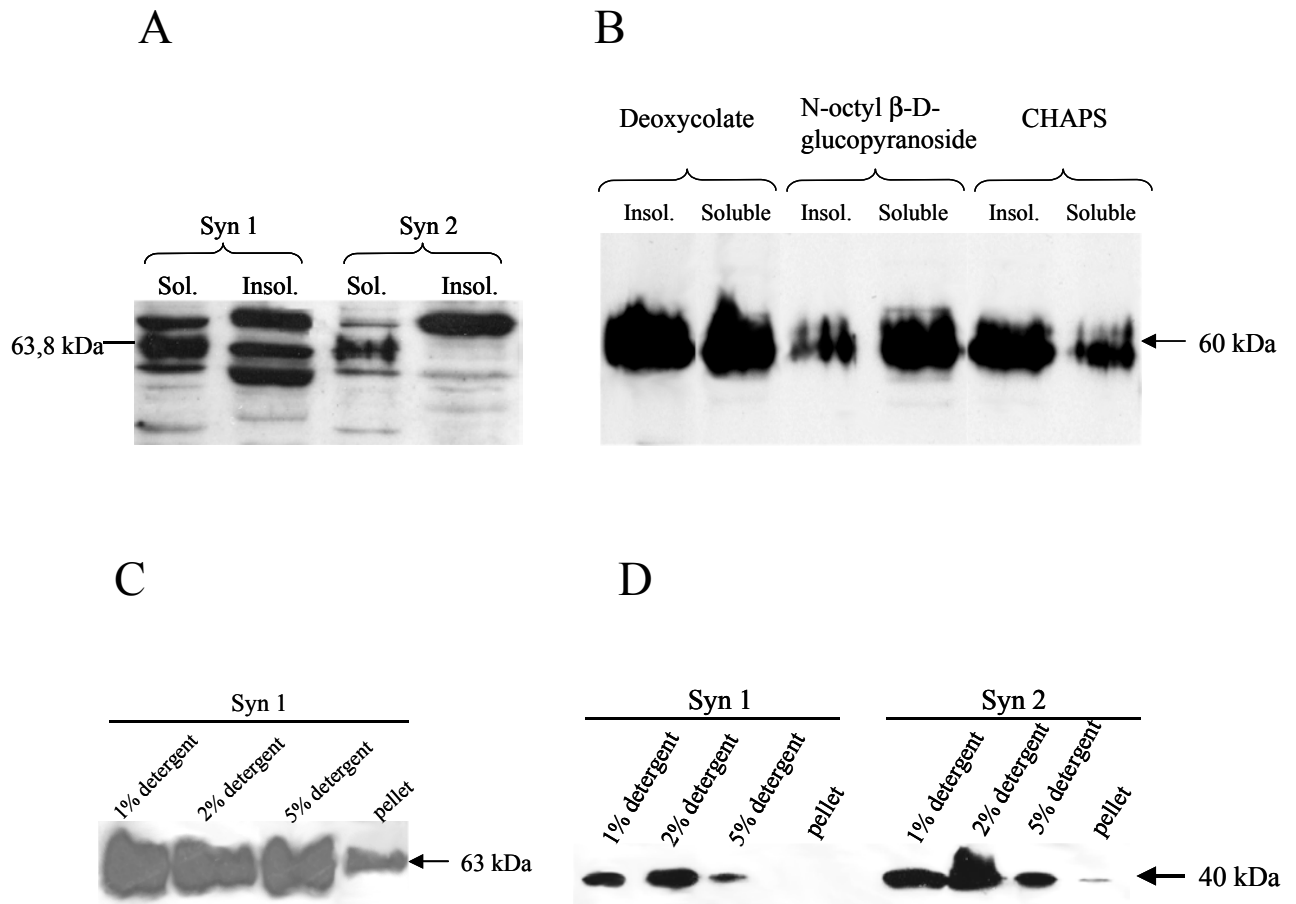 A
B
Deoxycolate
N-octyl β-D-
glucopyranoside
CHAPS
Insol.
Soluble
Insol.
Soluble
Insol.
Soluble
Syn 1
Syn 2
Sol.
Insol.
Sol.
Insol.
63,8 kDa
60 kDa
C
D
Syn 1
1% detergent
2% detergent
5% detergent
pellet
63 kDa
Syn 1
Syn 2
1% detergent
2% detergent
5% detergent
pellet
1% detergent
2% detergent
5% detergent
pellet
40 kDa